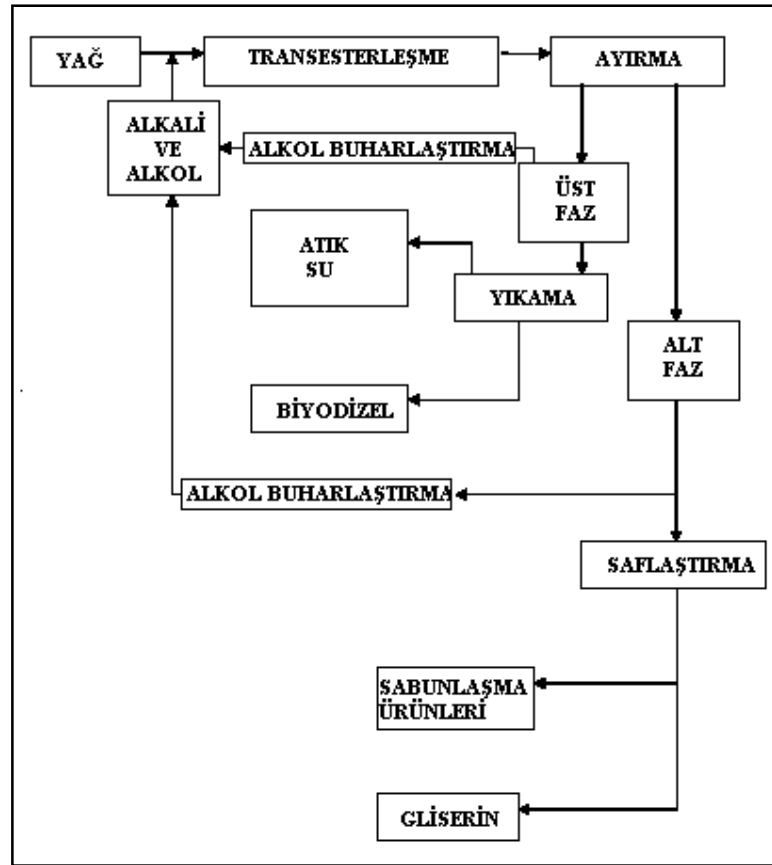 YAĞ
TRANSESTERLEŞME
AYIRMA
ALKALİ
VE
ALKOL
ALKOL BUHARLAŞTIRMA
ÜST
FAZ
ATIK
SU
YIKAMA
ALT
FAZ
BİYODİZEL
ALKOL BUHARLAŞTIRMA
SAFLAŞTIRMA
SABUNLAŞMA
ÜRÜNLERİ
GLİSERİN